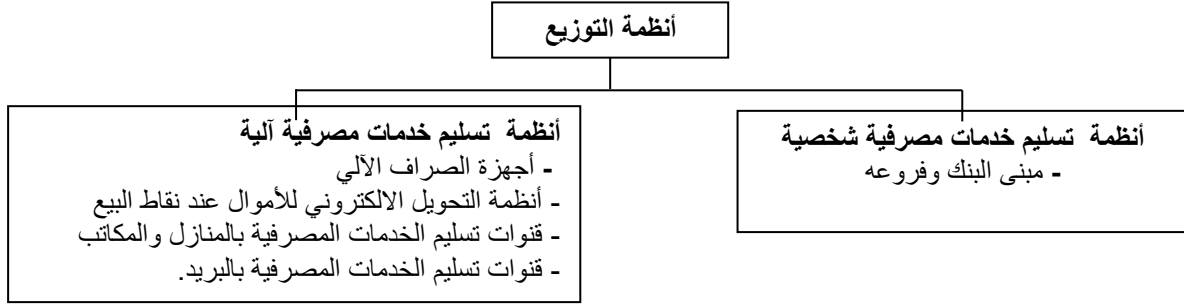 أنظمة التوزيع
أنظمة تسليم خدمات مصرفية شخصية
- مبنى البنك وفروعه
أنظمة تسليم خدمات مصرفية آلية
- أجهزة الصراف الآلي
- أنظمة التحويل الالكتروني للأموال عند نقاط البيع
- قنوات تسليم الخدمات المصرفية بالمنازل والمكاتب
- قنوات تسليم الخدمات المصرفية بالبريد.